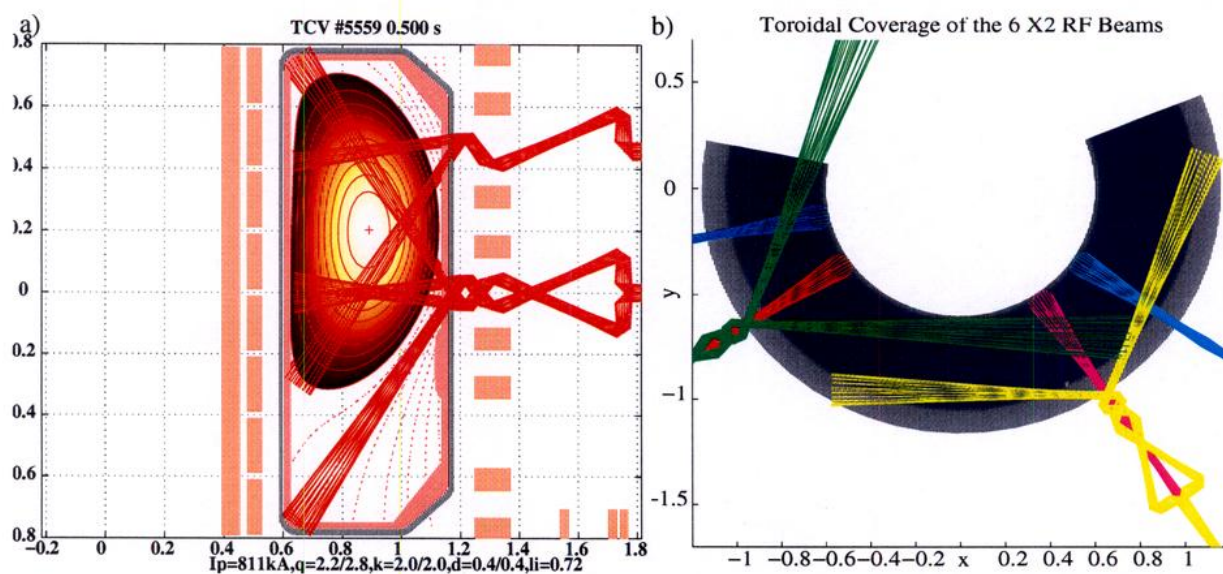 a)
TCV #5559 0.500 s
0.8
0.6
0.4
0.2
0
0.2
0.4
0.6
0.8
−0.2 0 0.2 0.4 0.6 0.8 1 1.2 1.4 1.6 1.8
Ip=811kA,q=2.2/2.8,k=2.0/2.0,d=0.4/0.4,li=0.72
b)
Toroidal Coverage of the 6 X2 RF Beams
0.5
0
y
-1
-1.5
−1 −0.8−0.6−0.4−0.2 0 0.2 0.4 0.6 0.8 1
x